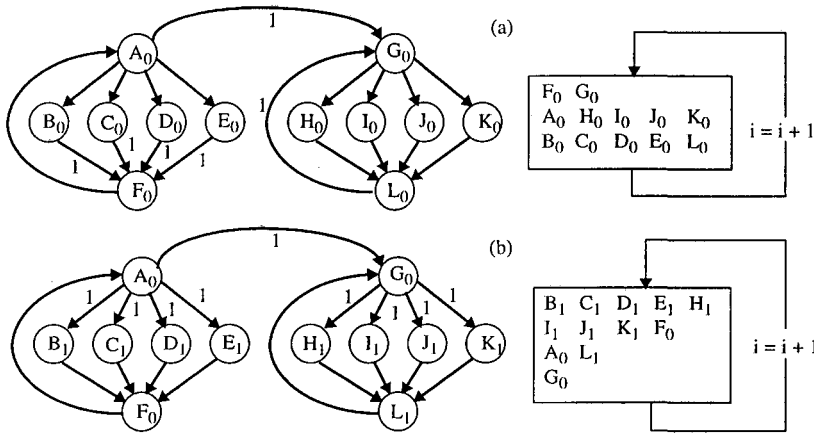 1
(a)
A0
G0
B0 C0 D0 E0
1
H0 I0 J0 K0
1 1 1 1
F0
L0
F0 G0
A0 H0 I0 J0 K0
B0 C0 D0 E0 L0
i = i + 1
1
(b)
A0
G0
1 1 1 1
1 1 1 1
B1 C1 D1 E1
H1 I1 J1 K1
F0
L1
B1 C1 D1 E1 H1
I1 J1 K1 F0
A0 L1
G0
i = i + 1